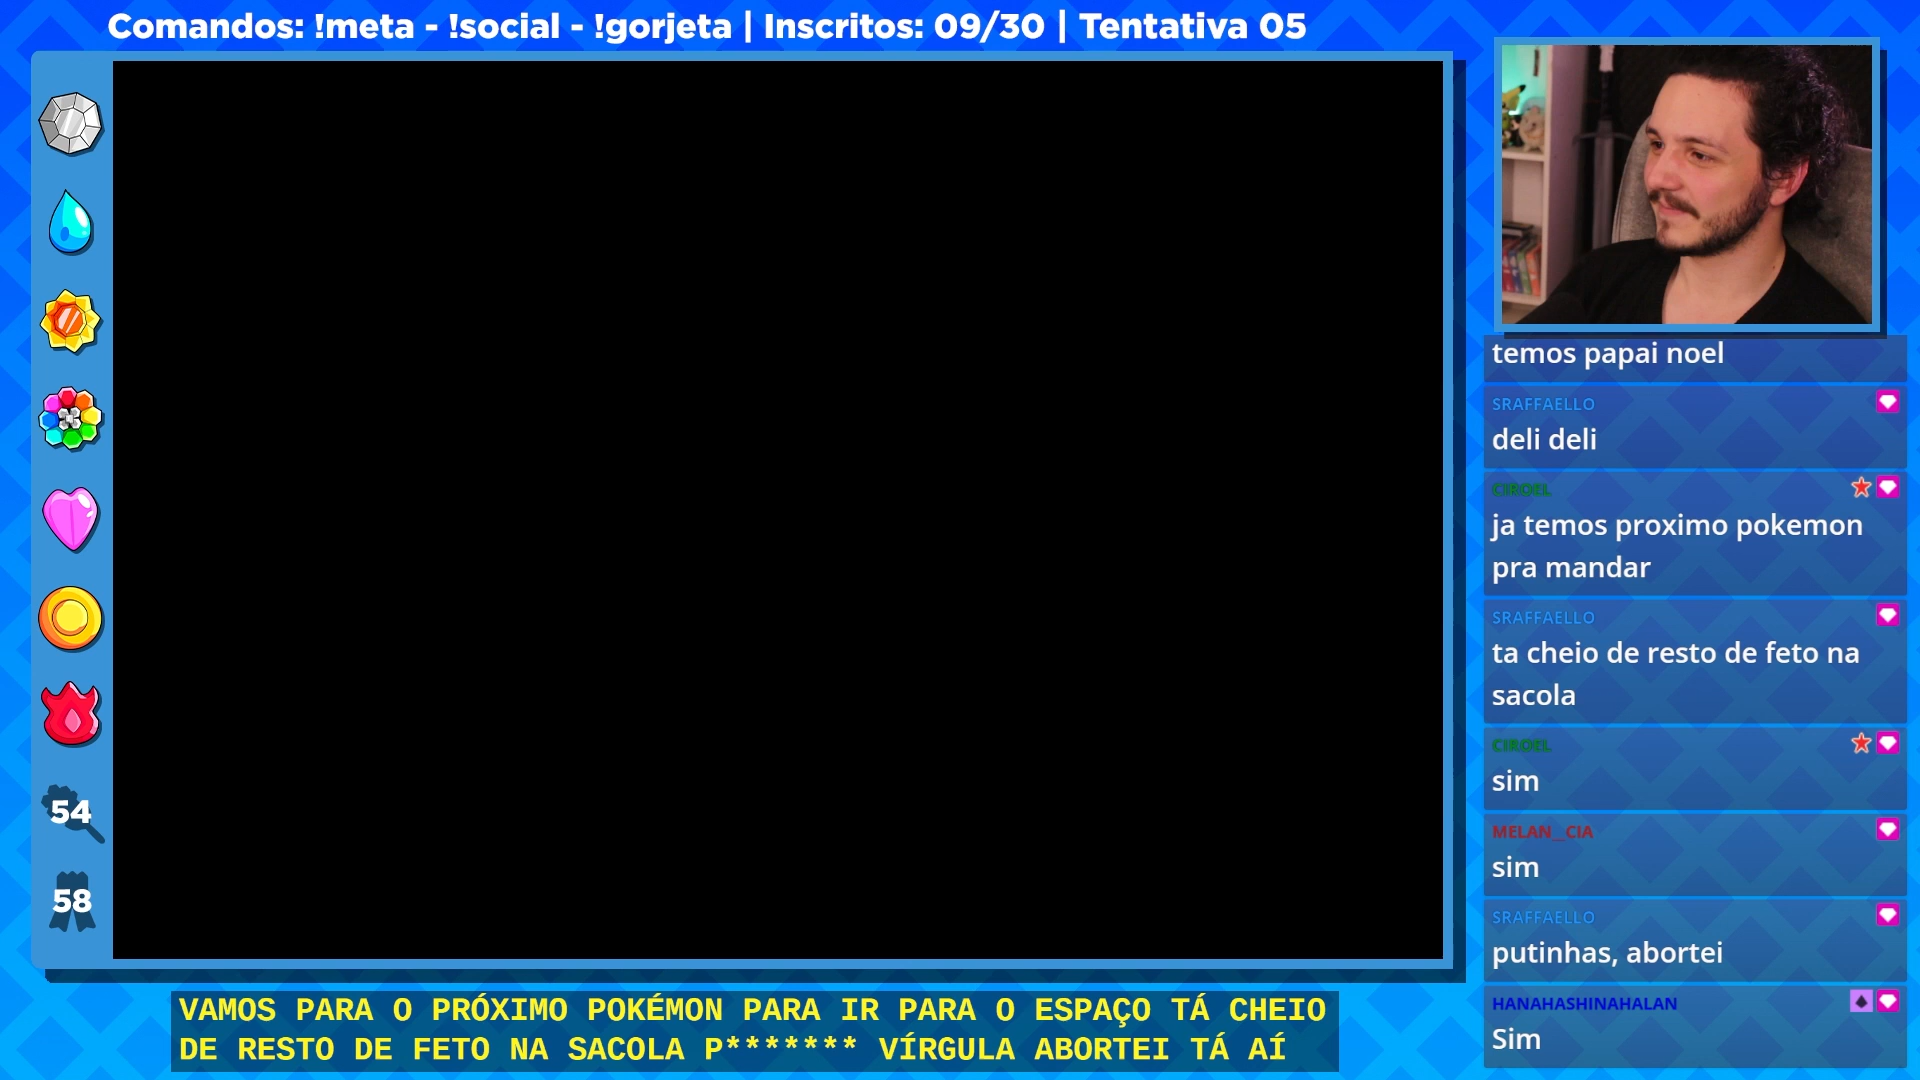 Comandos: !meta - !social - !gorjeta | Inscritos: 09/30 | Tentativa 05
54
58
temos papai noel
SRAFFAELLO
deli deli
CIROEL
ja temos proximo pokemon
pra mandar
SRAFFAELLO
ta cheio de resto de feto na
sacola
CIROEL
sim
MELAN__CIA
sim
SRAFFAELLO
putinhas, abortei
HANAHASHINAHALAN
Sim
VAMOS PARA O PRÓXIMO POKÉMON PARA IR PARA O ESPAÇO TÁ CHEIO
DE RESTO DE FETO NA SACOLA P******* VÍRGULA ABORTEI TÁ AÍ